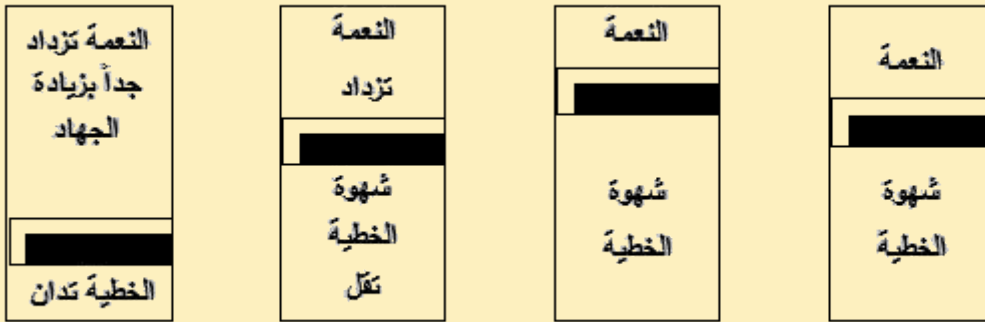 النعمة
شهوة
الخطية
النعمة
شهوة
الخطية
النعمة
تزداد
شهوة
الخطية
تقل
النعمة تزداد
جداً بزيادة
الجهاد
الخطية تدان